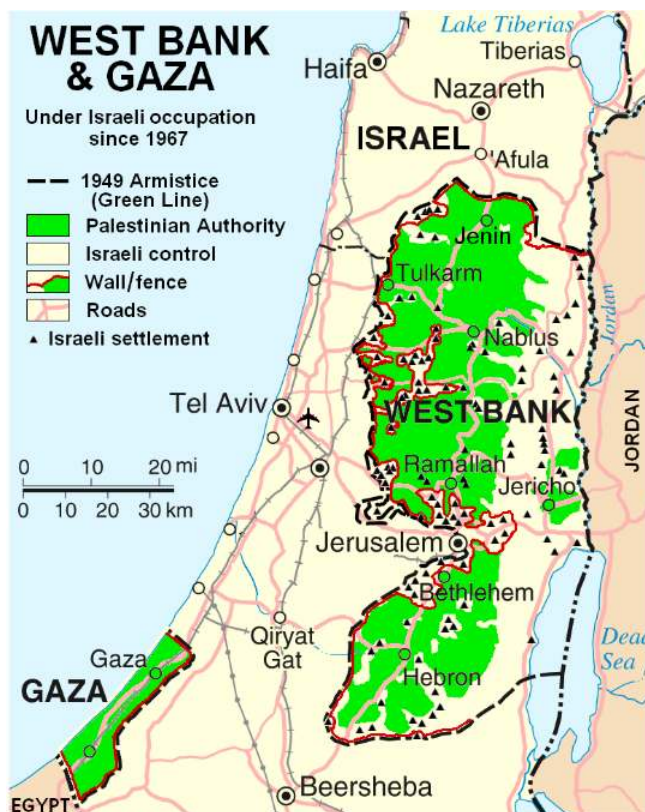 WEST BANK
& GAZA
Under Israeli occupation
since 1967
1949 Armistice
(Green Line)
Palestinian Authority
Israeli control
Wall/fence
Roads
Israeli settlement
0 10 20 mi
0 10 20 30 km
Lake Tiberias
Tiberias
Haifa
Nazareth
ISRAEL
'Afula
Jenin
Tulkarm
Jordan
Nablus
Tel Aviv
WEST BANK
JORDAN
Ramallah
Jericho
Jerusalem
Bethlehem
Qiryat
Gat
Dead
Sea
Gaza
GAZA
Hebron
Beersheba
EGYPT